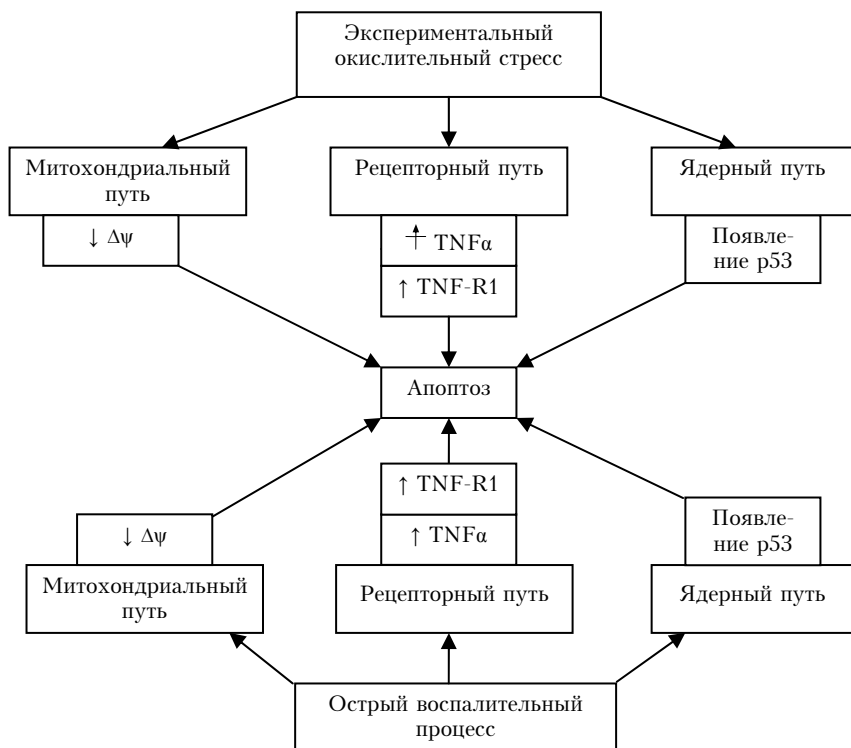 Экспериментальный
окислительный стресс
Митохондриальный
путь
Рецепторный путь
Ядерный путь
↓ Δψ
↑ TNFα
Появле-
ние p53
↑ TNF-R1
Апоптоз
↑ TNF-R1
↓ Δψ
↑ TNFα
Появле-
ние p53
Митохондриальный
путь
Рецепторный путь
Ядерный путь
Острый воспалительный
процесс